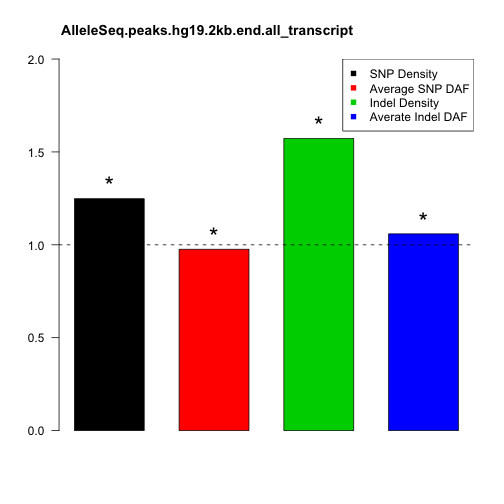 AlleleSeq.peaks.hg19.2kb.end.all_transcript
2.0
1.5
1.0
0.5
0.0
SNP Density
Average SNP DAF
Indel Density
Averate Indel DAF
*
*
*
*